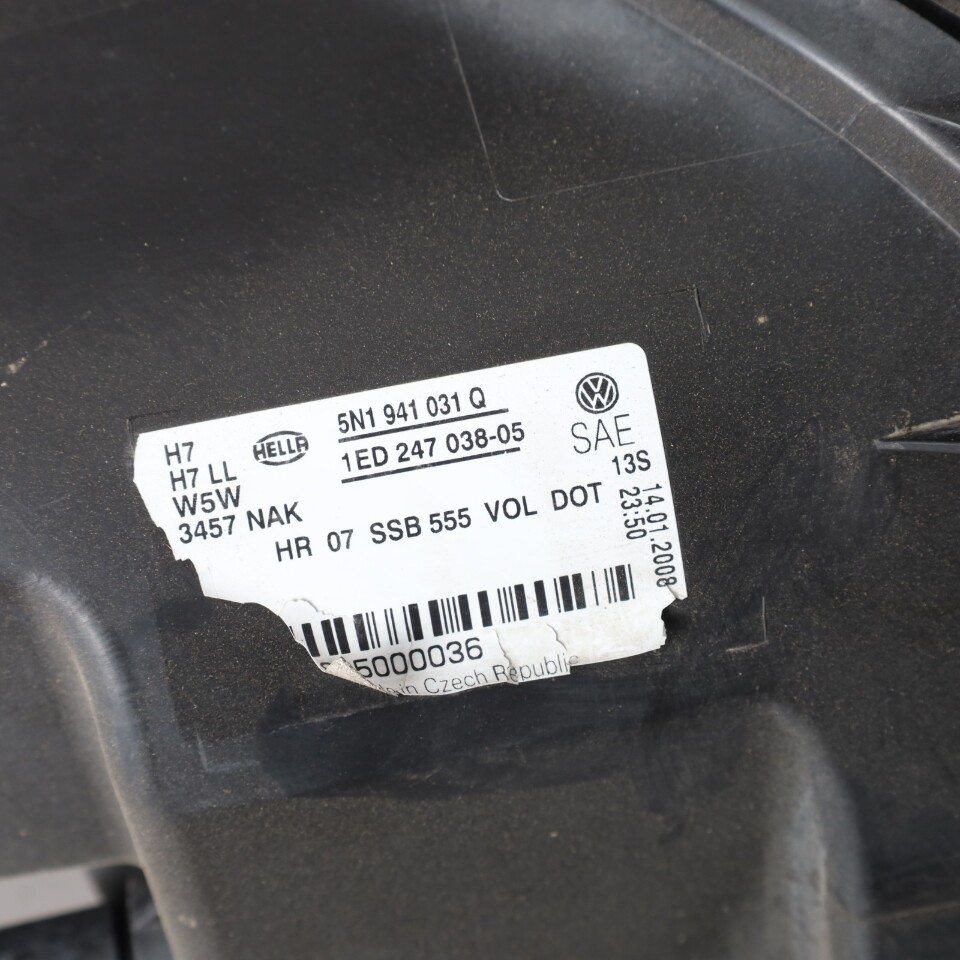 H7
H7 LL
W5W
3457 NAK
HELLA
5N1 941 031 Q
1ED 247 038-05
SAE
13S
14.01.2008
23:50
HR 07 SSB 555 VOL DOT
5000036
Czech Republic